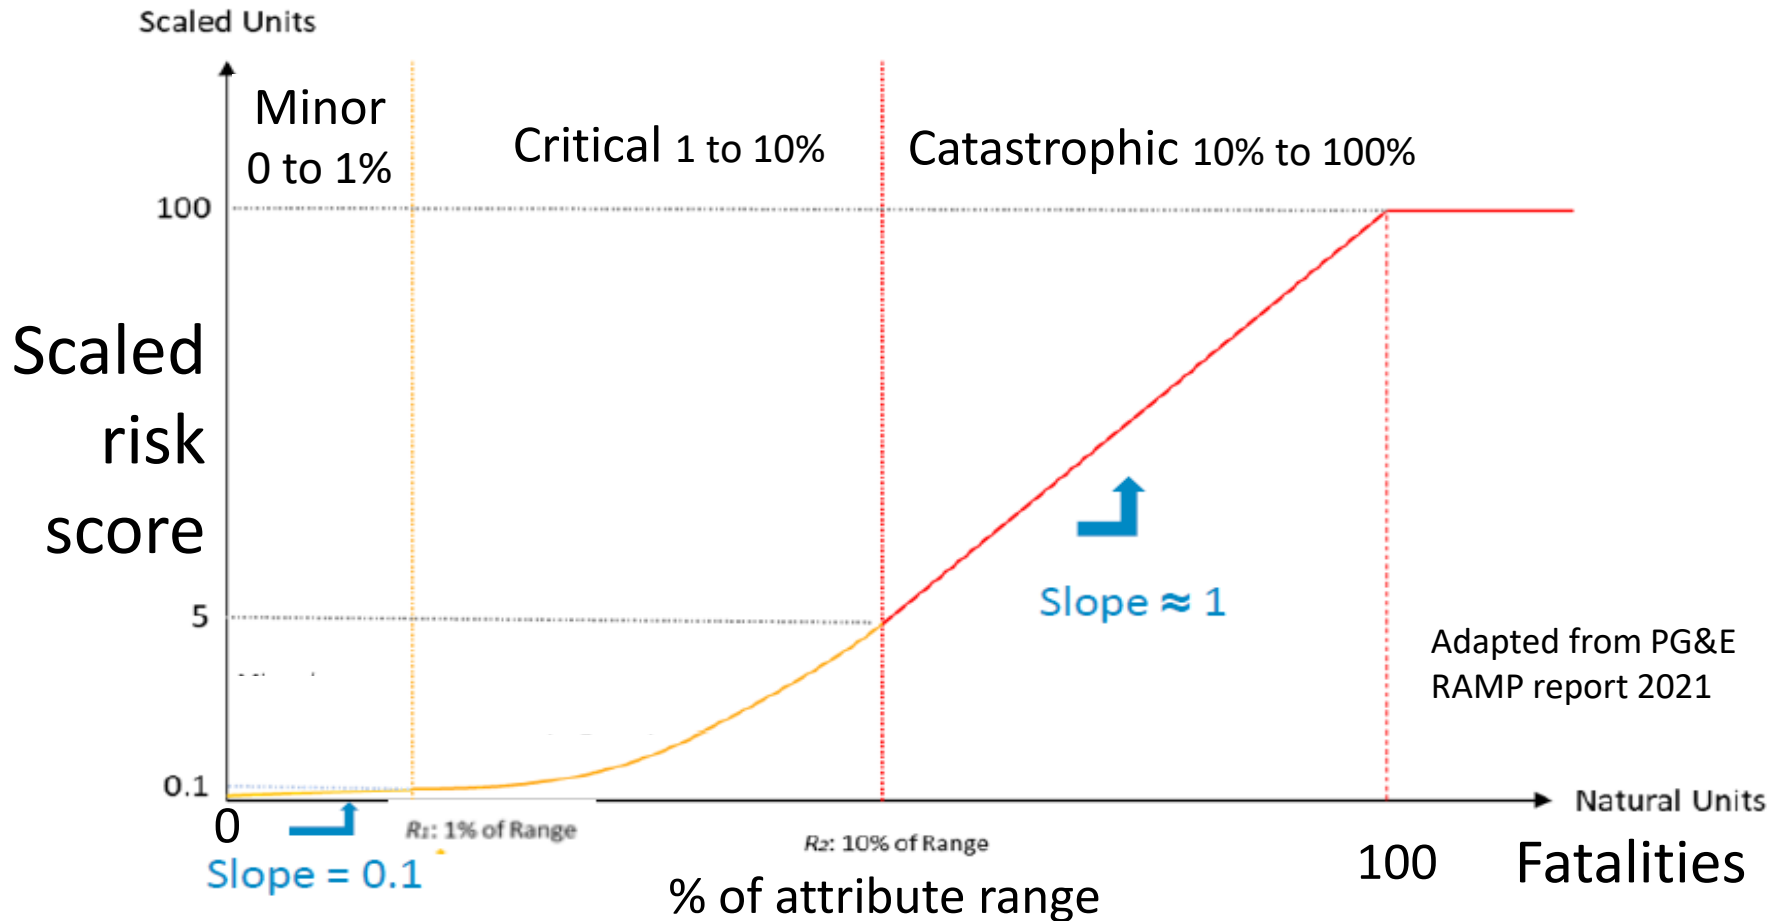 Scaled Units
Minor
0 to 1%
Critical 1 to 10%
Catastrophic 10% to 100%
100
Scaled
risk
score
5
0.1
0
Slope ≈ 1
Adapted from PG&E
RAMP report 2021
Natural Units
R1: 1% of Range
R2: 10% of Range
Slope = 0.1
% of attribute range
100
Fatalities